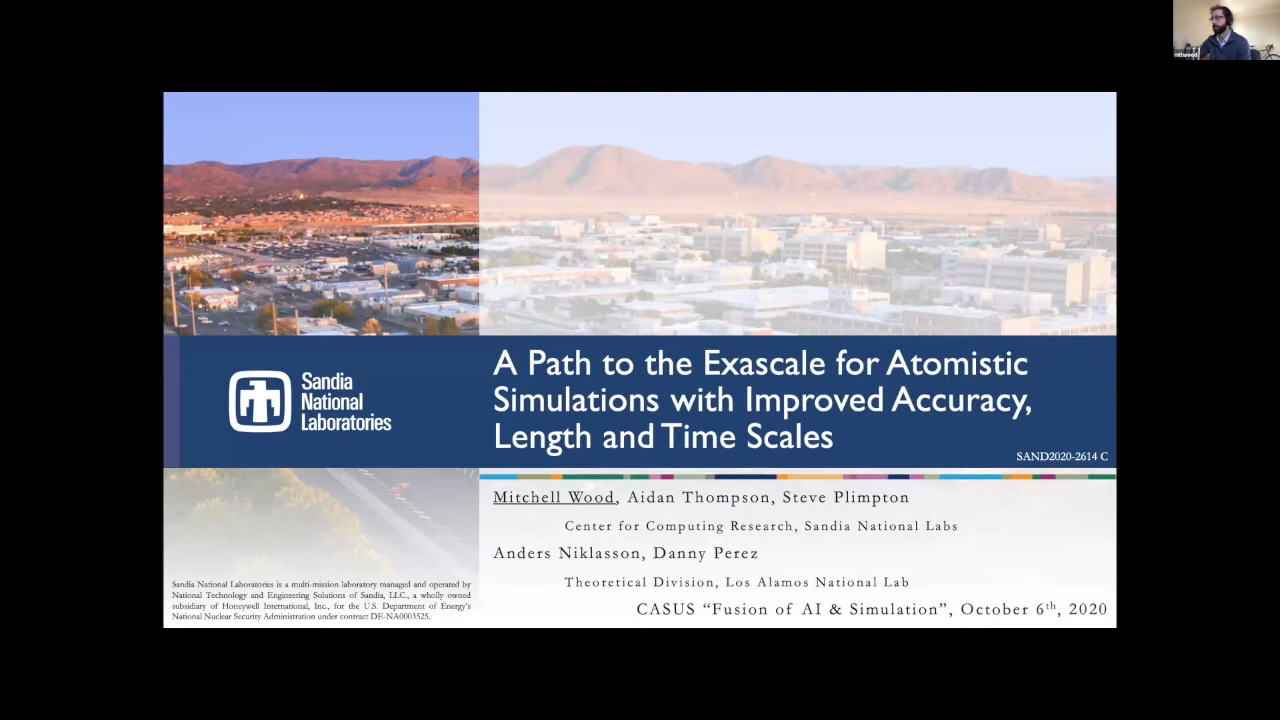 mitwood
A Path to the Exascale for Atomistic
Simulations with Improved Accuracy,
Length and Time Scales
Sandia
National
Laboratories
SAND2020-2614 C
Mitchell Wood, Aidan Thompson, Steve Plimpton
Center for Computing Research, Sandia National Labs
Anders Niklasson, Danny Perez
Theoretical Division, Los Alamos National Lab
CASUS “Fusion of AI & Simulation”, October 6th, 2020
Sandia National Laboratories is a multi-mission laboratory managed and operated by
National Technology and Engineering Solutions of Sandia, LLC., a wholly owned
subsidiary of Honeywell International, Inc., for the U.S. Department of Energy's
National Nuclear Security Administration under contract DE-NA0003525.